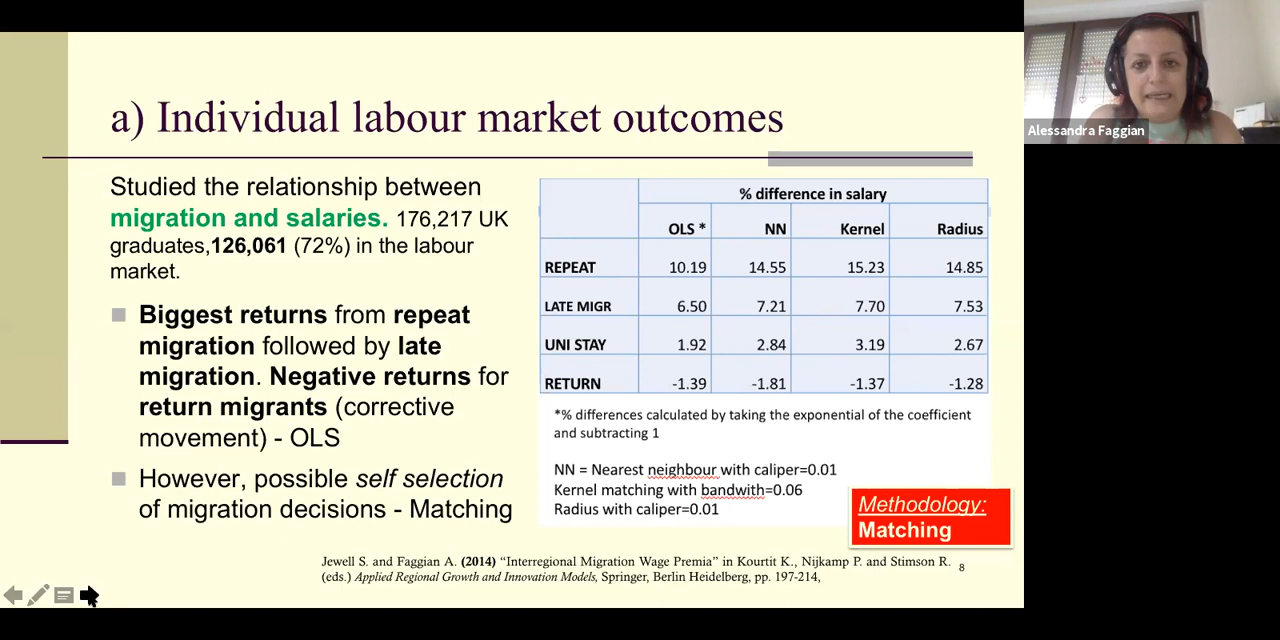 a) Individual labour market outcomes
Studied the relationship between
migration and salaries. 176,217 UK
graduates,126,061 (72%) in the labour
market.
Biggest returns from repeat
migration followed by late
migration. Negative returns for
return migrants (corrective
movement) - OLS
However, possible self selection
of migration decisions - Matching
% difference in salary
OLS * NN Kernel Radius
REPEAT 10.19 14.55 15.23 14.85
LATE MIGR 6.50 7.21 7.70 7.53
UNI STAY 1.92 2.84 3.19 2.67
RETURN -1.39 -1.81 -1.37 -1.28
*% differences calculated by taking the exponential of the coefficient
and subtracting 1
NN = Nearest neighbour with caliper=0.01
Kernel matching with bandwith=0.06
Radius with caliper=0.01
Methodology:
Matching
Jewell S. and Faggian A. (2014) “Interregional Migration Wage Premia” in Kourtit K., Nijkamp P. and Stimson R.
(eds.) Applied Regional Growth and Innovation Models, Springer, Berlin Heidelberg, pp. 197-214,
8
Alessandra Faggian